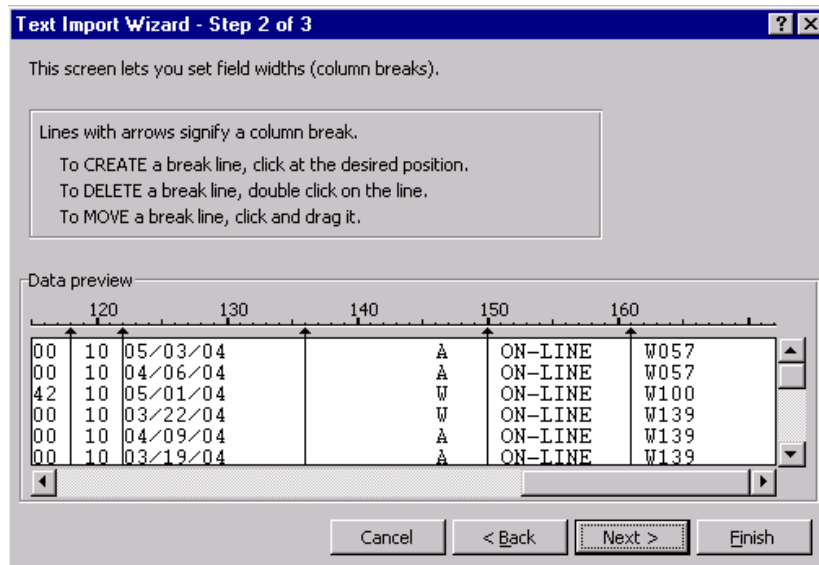 Text Import Wizard - Step 2 of 3
This screen lets you set field widths (column breaks).
Lines with arrows signify a column break.
To CREATE a break line, click at the desired position.
To DELETE a break line, double click on the line.
To MOVE a break line, click and drag it.
Data preview
120 130 140 150 160
00 10 05/03/04 A ON-LINE W057
00 10 04/06/04 A ON-LINE W057
42 10 05/01/04 W ON-LINE W100
00 10 03/22/04 W ON-LINE W139
00 10 04/09/04 A ON-LINE W139
00 10 03/19/04 A ON-LINE W139
Cancel < Back Next > Finish